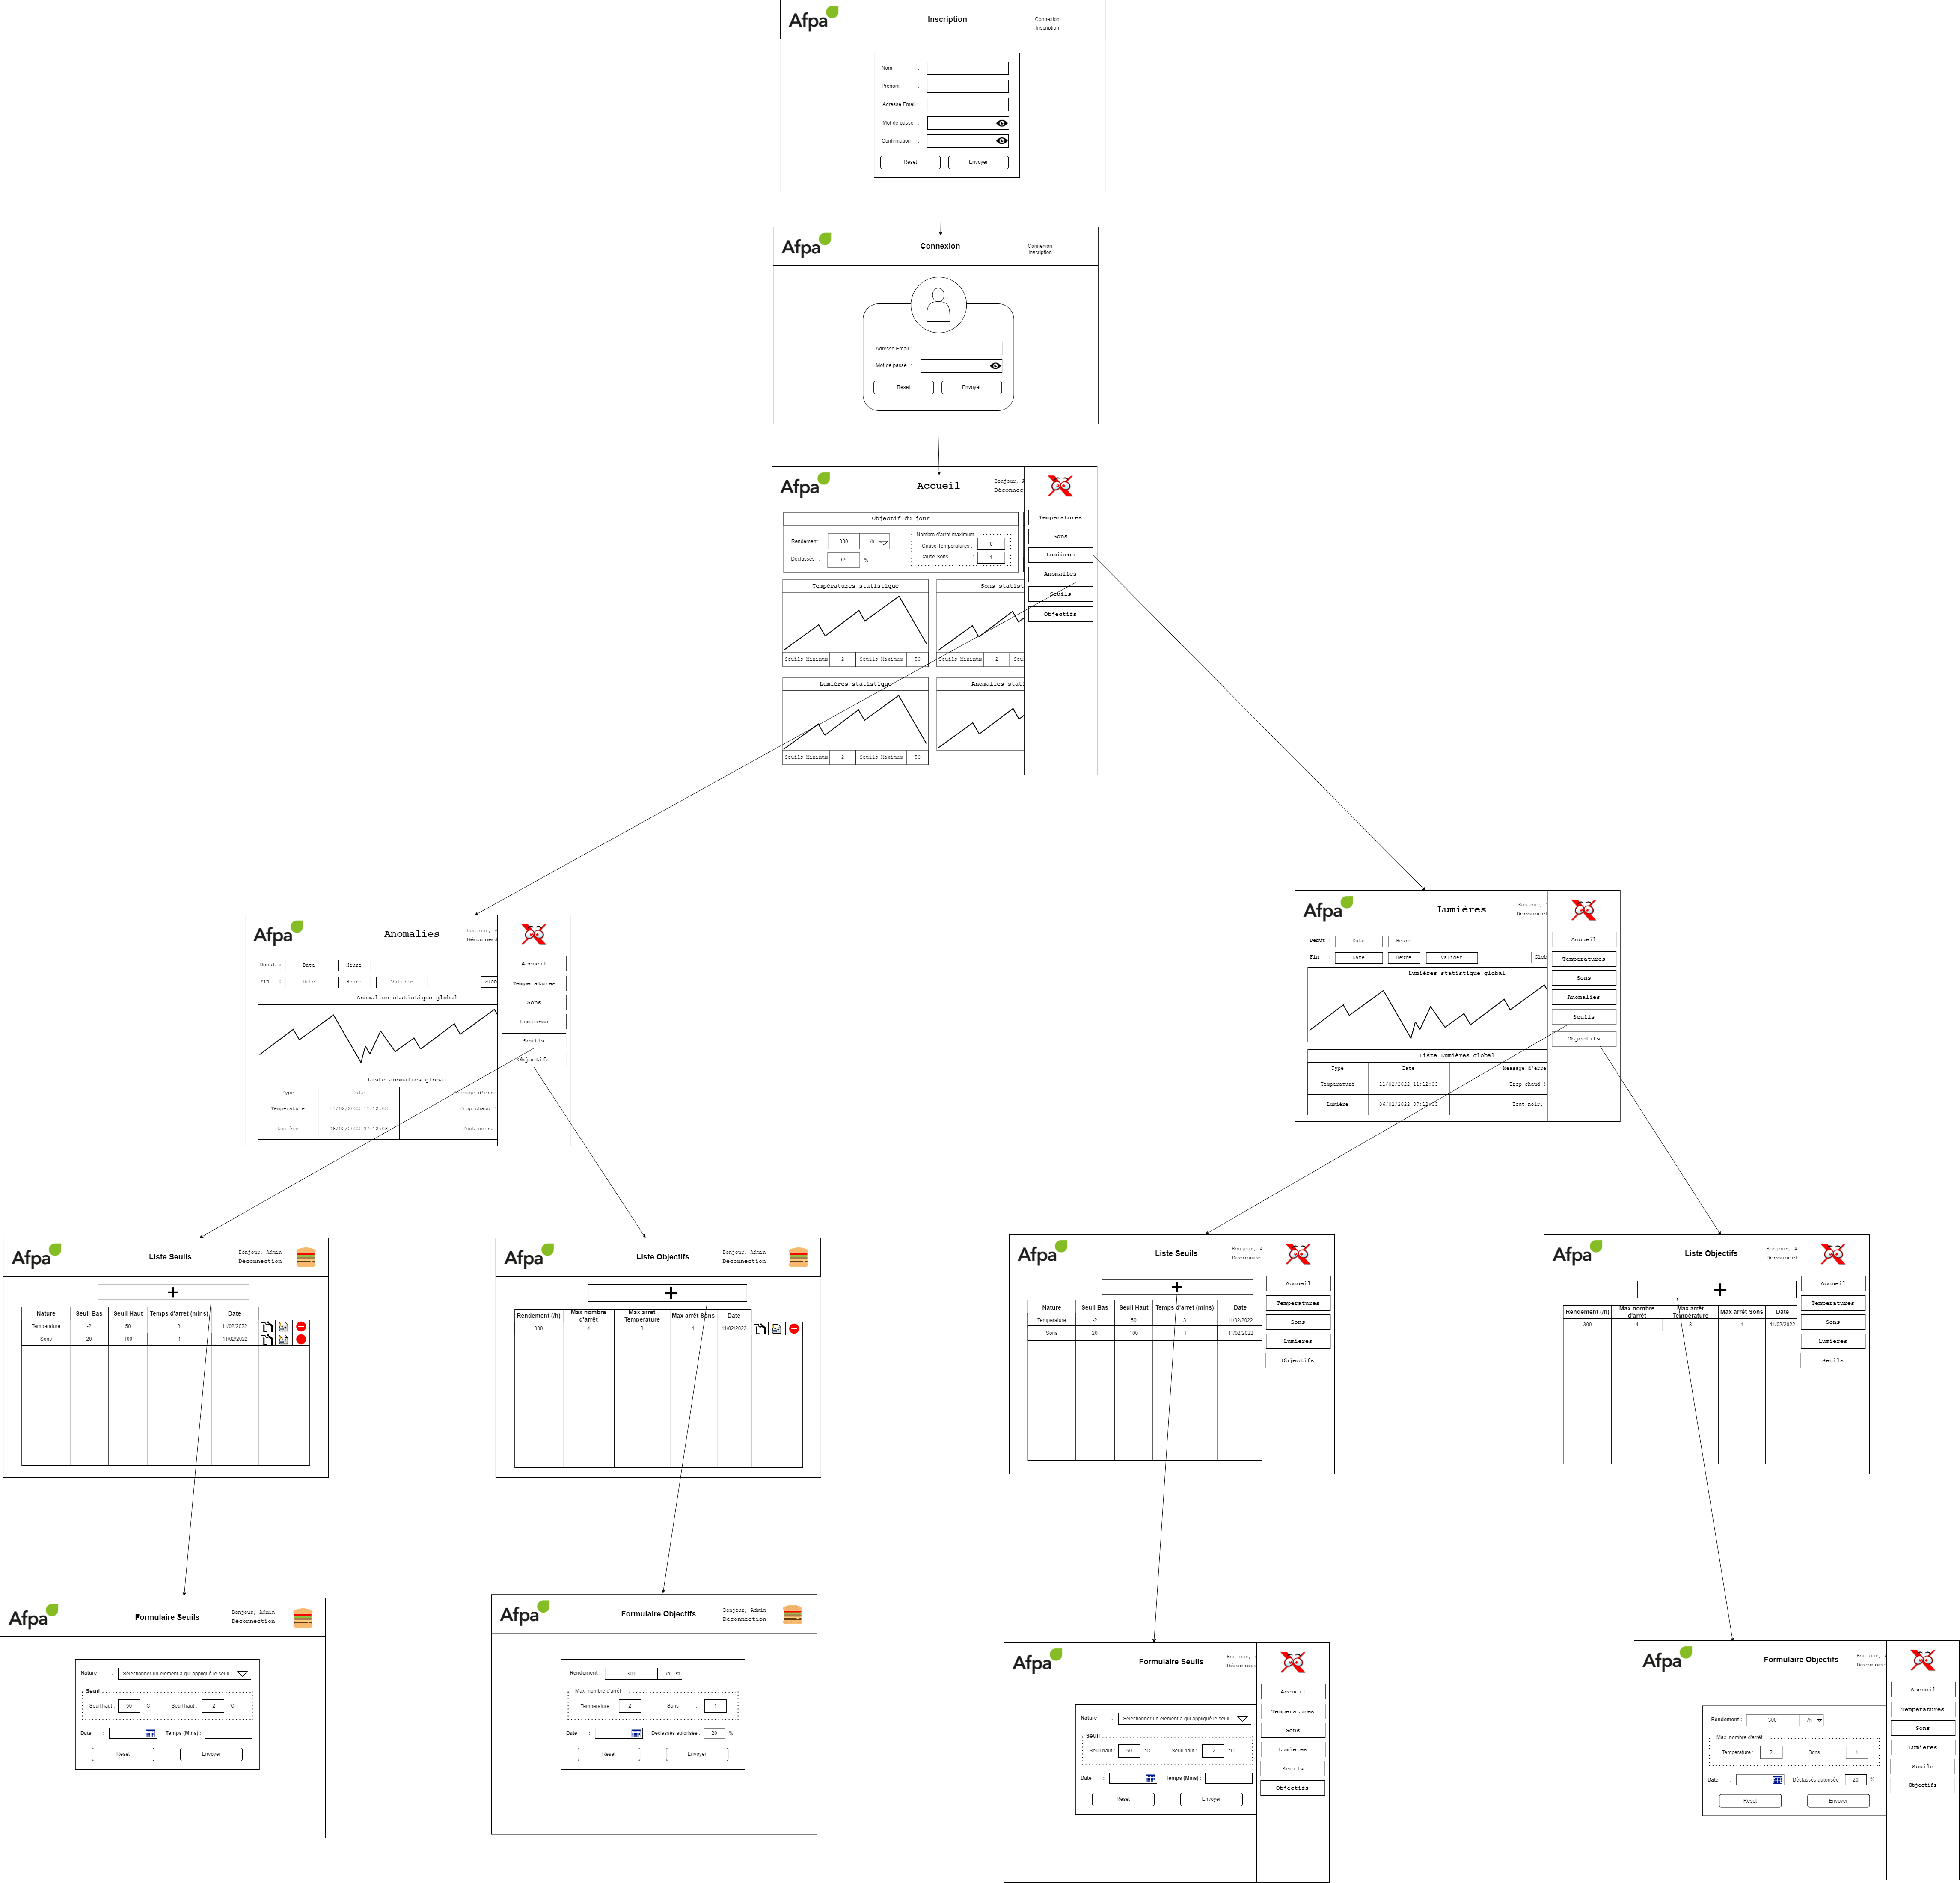 Afpa
Inscription
Connexion
Inscription
Nom :
Prenom :
Adresse Email :
Mot de passe :
Confirmation :
Reset Envoyer
Afpa
Connexion
Connexion
Inscription
Adresse Email :
Mot de passe :
Reset Envoyer
Afpa
Accueil
Bonjour, A
Déconnec
Objectif du jour
Rendement : 300 /h
Déclassés : 65 %
Nombre d'arret maximum
Cause Températures : 0
Cause Sons : 1
Températures statistique
Seuils Minimum 2 Seuils Maximum 50
Sons statist
Seuils Minimum 2 Seu
Lumières statistique
Seuils Minimum 2 Seuils Maximum 50
Anomalies stati
Temperatures
Sons
Lumières
Anomalies
Seuils
Objectifs
Afpa
Anomalies
Bonjour, A
Déconnect
Debut : Date Heure
Fin : Date Heure Valider Glob
Anomalies statistique global
Liste anomalies global
Type Date Message d'erre
Temperature 11/02/2022 11:12:03 Trop chaud !
Lumière 06/02/2022 07:12:03 Tout noir.
Accueil
Temperatures
Sons
Lumieres
Seuils
Objectifs
Afpa
Lumières
Bonjour,
Déconnect
Debut : Date Heure
Fin : Date Heure Valider Glob
Lumières statistique global
Liste Lumières global
Type Date Message d'erre
Temperature 11/02/2022 11:12:03 Trop chaud !
Lumière 06/02/2022 07:12:03 Tout noir.
Accueil
Temperatures
Sons
Anomalies
Seuils
Objectifs
Afpa
Liste Seuils
Bonjour, Admin
Déconnection
+
Nature Seuil Bas Seuil Haut Temps d'arret (mins) Date
Temperature -2 50 3 11/02/2022
Sons 20 100 1 11/02/2022
Afpa
Liste Objectifs
Bonjour, Admin
Déconnection
+
Rendement (/h) Max nombre d'arrêt Max arrêt Température Max arrêt Sons Date
300 4 3 1 11/02/2022
Afpa
Liste Seuils
Bonjour, A
Déconnec
+
Nature Seuil Bas Seuil Haut Temps d'arret (mins) Date
Temperature -2 50 3 11/02/2022
Sons 20 100 1 11/02/2022
Accueil
Temperatures
Sons
Lumieres
Objectifs
Afpa
Liste Objectifs
Bonjour, A
Déconnect
+
Rendement (/h) Max nombre d'arrêt Max arrêt Température Max arrêt Sons Date
300 4 3 1 11/02/2022
Accueil
Temperatures
Sons
Lumieres
Seuils
Afpa
Formulaire Seuils
Bonjour, Admin
Déconnection
Nature : Sélectionner un element a qui appliqué le seuil
Seuil
Seuil haut : 50 °C Seuil haut : -2 °C
Date : Temps (Mins) :
Reset Envoyer
Afpa
Formulaire Objectifs
Bonjour, Admin
Déconnection
Rendement : 300 /h
Max nombre d'arrêt
Temperature : 2 Sons : 1
Date : Déclassés autorisée 20 %
Reset Envoyer
Afpa
Formulaire Seuils
Bonjour, A
Déconnec
Nature : Sélectionner un element a qui appliqué le seuil
Seuil
Seuil haut : 50 °C Seuil haut : -2 °C
Date : Temps (Mins) :
Reset Envoyer
Accueil
Temperatures
Sons
Lumieres
Seuils
Objectifs
Afpa
Formulaire Objectifs
Bonjour, A
Déconnec
Rendement : 300 /h
Max nombre d'arrêt
Temperature : 2 Sons : 1
Date : Déclassés autorisée 20 %
Reset Envoyer
Accueil
Temperatures
Sons
Lumieres
Seuils
Objectifs